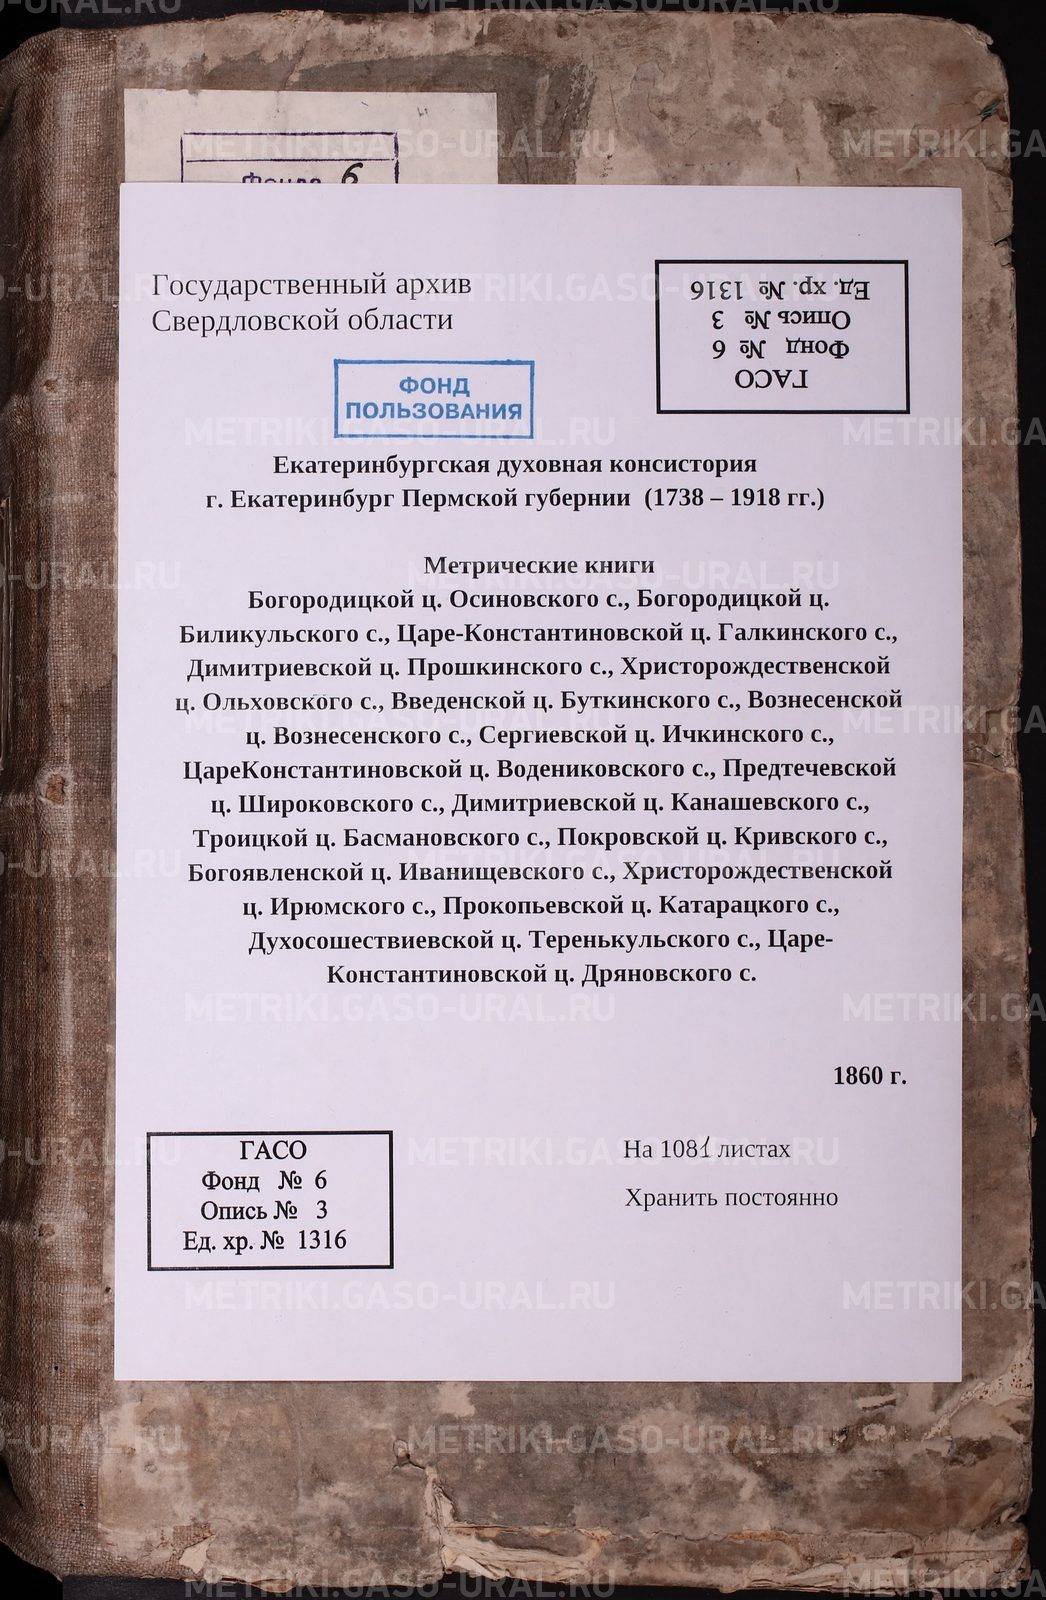 Фонд 6
Государственный архив
Свердловской области
ГАСО
Фонд № 6
Опись № 3
Ед. хр. № 1316
ФОНД
ПОЛЬЗОВАНИЯ
Екатеринбургская духовная консистория
г. Екатеринбург Пермской губернии (1738 – 1918 гг.)
Метрические книги
Богородицкой ц. Осиновского с., Богородицкой ц.
Биликульского с., Царе-Константиновской ц. Галкинского с.,
Димитриевской ц. Прошкинского с., Христорождественской
ц. Ольховского с., Введенской ц. Буткинского с., Вознесенской
ц. Вознесенского с., Сергиевской ц. Ичкинского с.,
ЦареКонстантиновской ц. Водениковского с., Предтечевской
ц. Широковского с., Димитриевской ц. Канашевского с.,
Троицкой ц. Басмановского с., Покровской ц. Кривского с.,
Богоявленской ц. Иванищевского с., Христорождественской
ц. Ирюмского с., Прокопьевской ц. Катарацкого с.,
Духосошествиевской ц. Теренькульского с., Царе-
Константиновской ц. Дряновского с.
1860 г.
На 1081 листах
Хранить постоянно
ГАСО
Фонд № 6
Опись № 3
Ед. хр. № 1316
METRIKI.GASO-URAL.RU